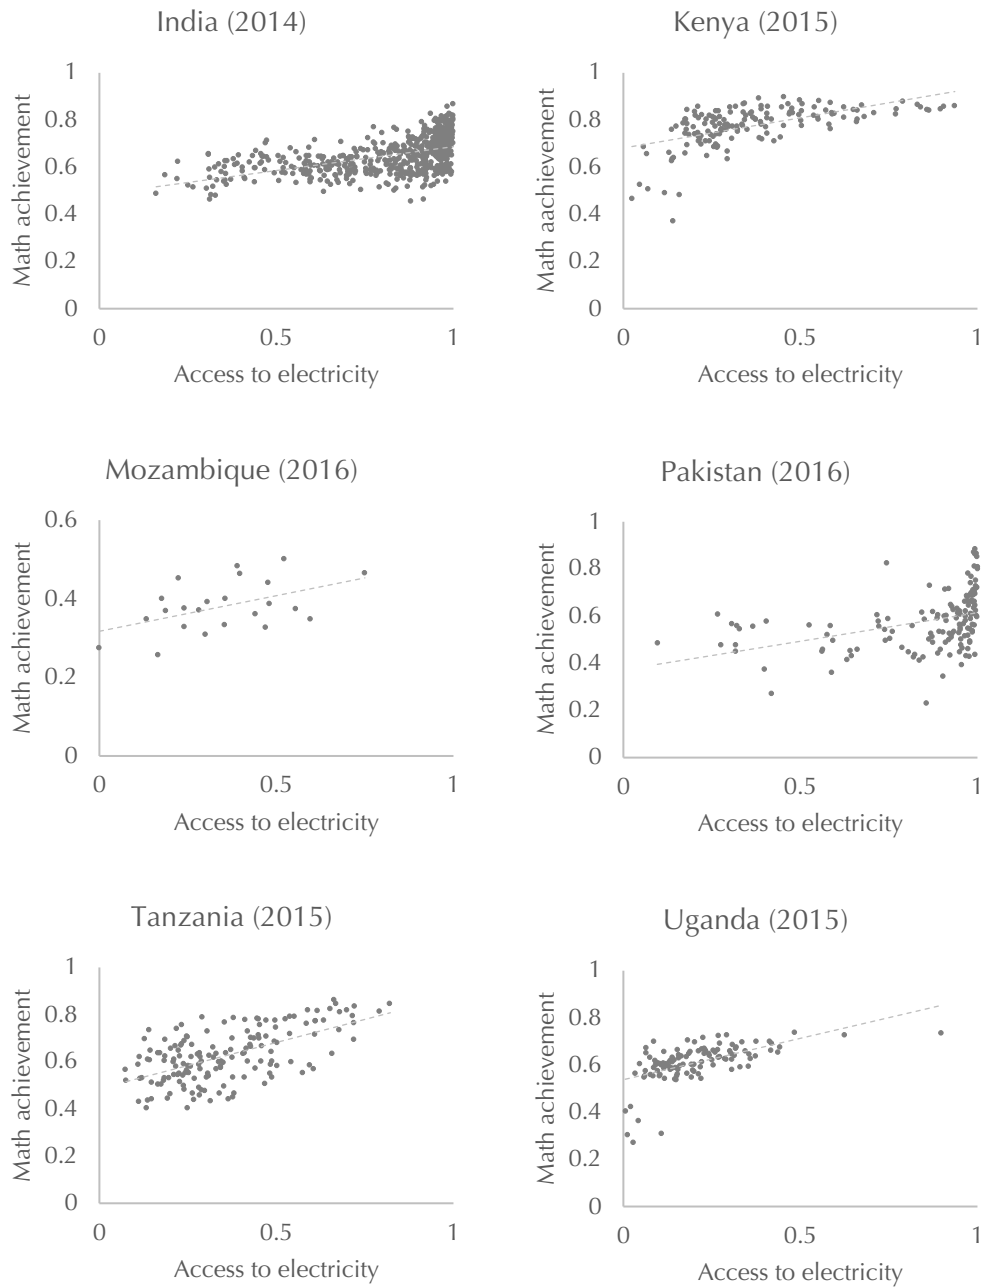 India (2014)
1
0.8
0.6
0.4
0.2
0
Math achievement
0 0.5 1
Access to electricity
Kenya (2015)
1
0.8
0.6
0.4
0.2
0
Math aachievement
0 0.5 1
Access to electricity
Mozambique (2016)
0.6
0.4
0.2
0
Math achievement
0 0.5 1
Access to electricity
Pakistan (2016)
1
0.8
0.6
0.4
0.2
0
Math achievement
0 0.5 1
Access to electricity
Tanzania (2015)
1
0.8
0.6
0.4
0.2
0
Math achievement
0 0.5 1
Access to electricity
Uganda (2015)
1
0.8
0.6
0.4
0.2
0
Math achievement
0 0.5 1
Access to electricity